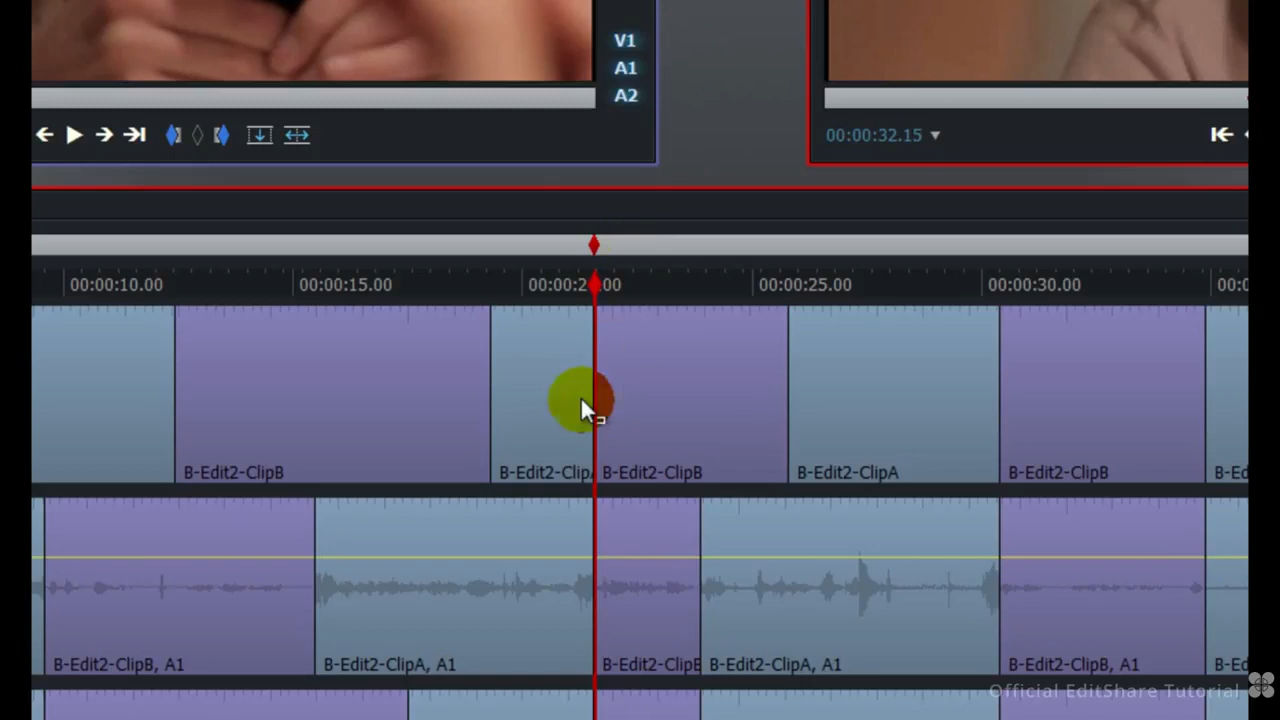 V1
A1
A2
00:00:32.15
00:00:10.00 00:00:15.00 00:00:25.00 00:00:30.00
B-Edit2-ClipB B-Edit2-ClipB B-Edit2-ClipA B-Edit2-ClipB
B-Edit2-ClipB, A1 B-Edit2-ClipA, A1 B-Edit2-ClipA, A1 B-Edit2-ClipB, A1
Official EditShare Tutorial